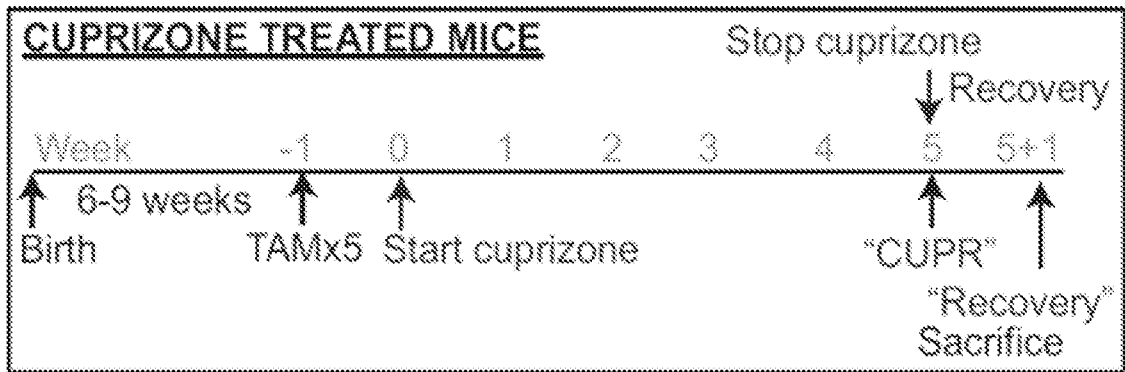 CUPRIZONE TREATED MICE
Stop cuprizone
Recovery
Week -1 0 1 2 3 4 5 5+1
6-9 weeks
Birth TAMx5 Start cuprizone "CUPR"
"Recovery"
Sacrifice